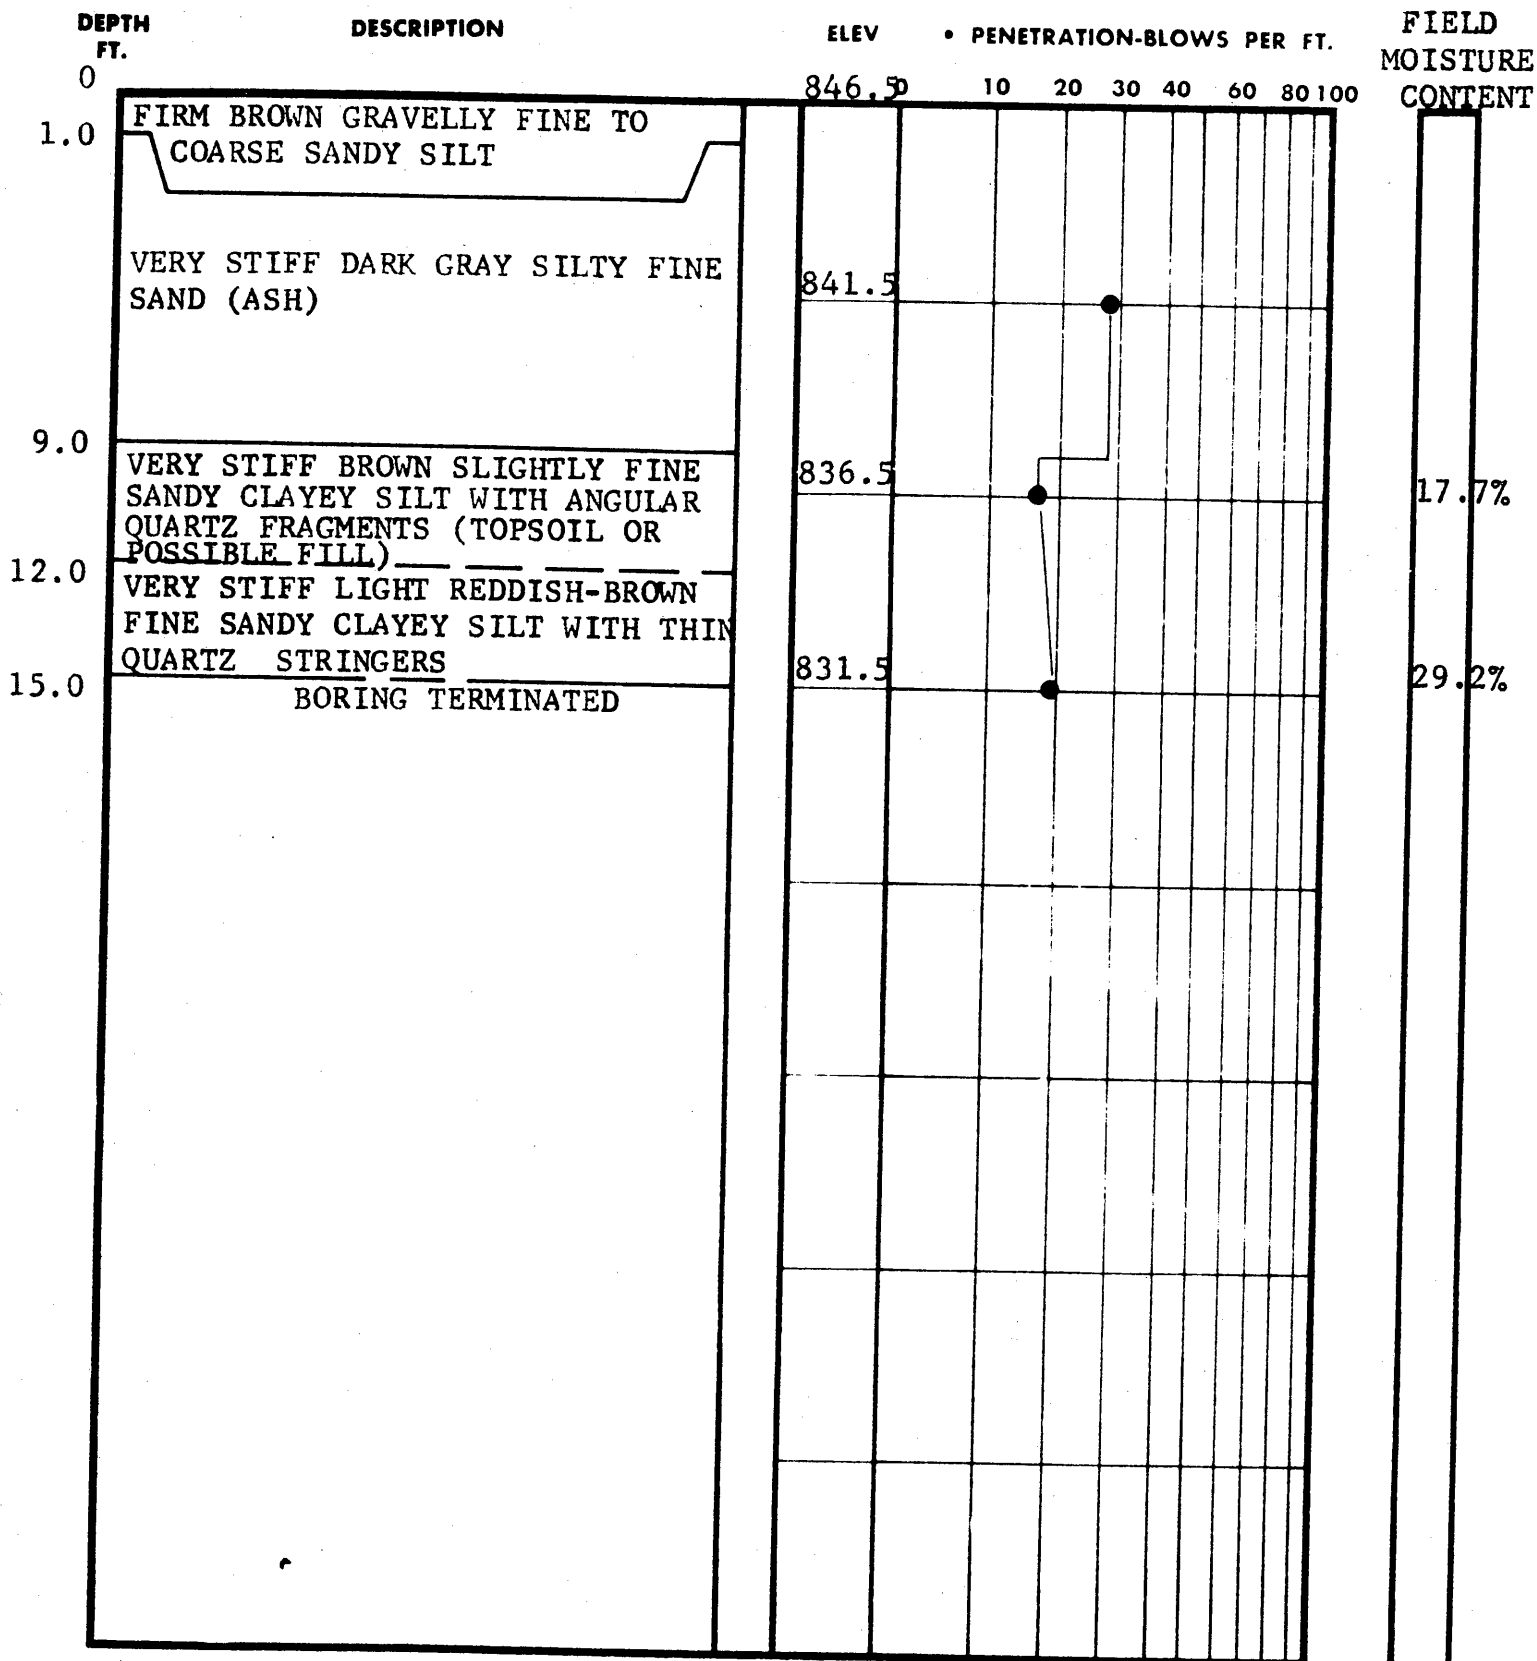 DEPTH FT.
DESCRIPTION
ELEV
• PENETRATION-BLOWS PER FT.
FIELD
MOISTURE
CONTENT
0
846.5
0 10 20 30 40 60 80 100
1.0
FIRM BROWN GRAVELLY FINE TO
COARSE SANDY SILT
VERY STIFF DARK GRAY SILTY FINE
SAND (ASH)
841.5
9.0
VERY STIFF BROWN SLIGHTLY FINE
SANDY CLAYEY SILT WITH ANGULAR
QUARTZ FRAGMENTS (TOPSOIL OR
POSSIBLE FILL)
836.5
17.7%
12.0
VERY STIFF LIGHT REDDISH-BROWN
FINE SANDY CLAYEY SILT WITH THIN
QUARTZ STRINGERS
831.5
29.2%
15.0
BORING TERMINATED